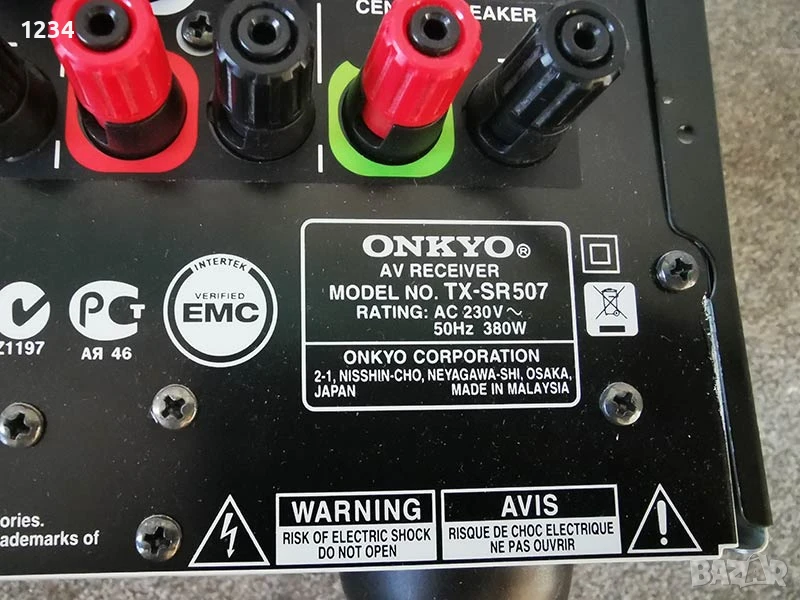 1234
CEN SPEAKER
ONKYO®
AV RECEIVER
MODEL NO. TX-SR507
RATING: AC 230V~
50Hz 380W
ONKYO CORPORATION
2-1, NISSHIN-CHO, NEYAGAWA-SHI, OSAKA,
JAPAN MADE IN MALAYSIA
INTERTEK
VERIFIED
EMC
Z1197
АЯ 46
ories.
ademarks of
WARNING
RISK OF ELECTRIC SHOCK
DO NOT OPEN
AVIS
RISQUE DE CHOC ELECTRIQUE
NE PAS OUVRIR
BAZAR